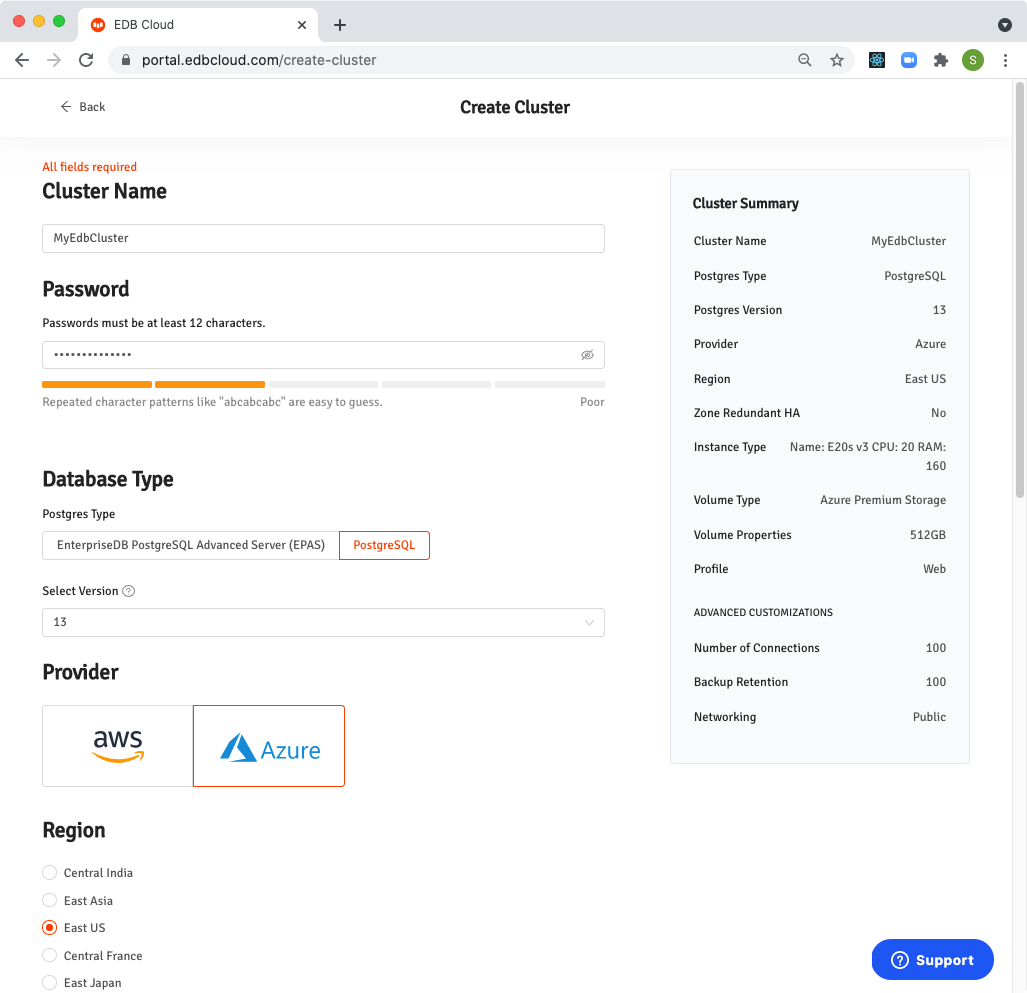 EDB Cloud
portal.edbcloud.com/create-cluster
S
Back
Create Cluster
All fields required
Cluster Name
MyEdbCluster
Password
Passwords must be at least 12 characters.
••••••••••••••
Repeated character patterns like "abcabcabc" are easy to guess. Poor
Database Type
Postgres Type
EnterpriseDB PostgreSQL Advanced Server (EPAS) PostgreSQL
Select Version
13
Provider
aws Azure
Region
Central India
East Asia
East US
Central France
East Japan
Cluster Summary
Cluster Name MyEdbCluster
Postgres Type PostgreSQL
Postgres Version 13
Provider Azure
Region East US
Zone Redundant HA No
Instance Type Name: E20s v3 CPU: 20 RAM:
160
Volume Type Azure Premium Storage
Volume Properties 512GB
Profile Web
ADVANCED CUSTOMIZATIONS
Number of Connections 100
Backup Retention 100
Networking Public
Support